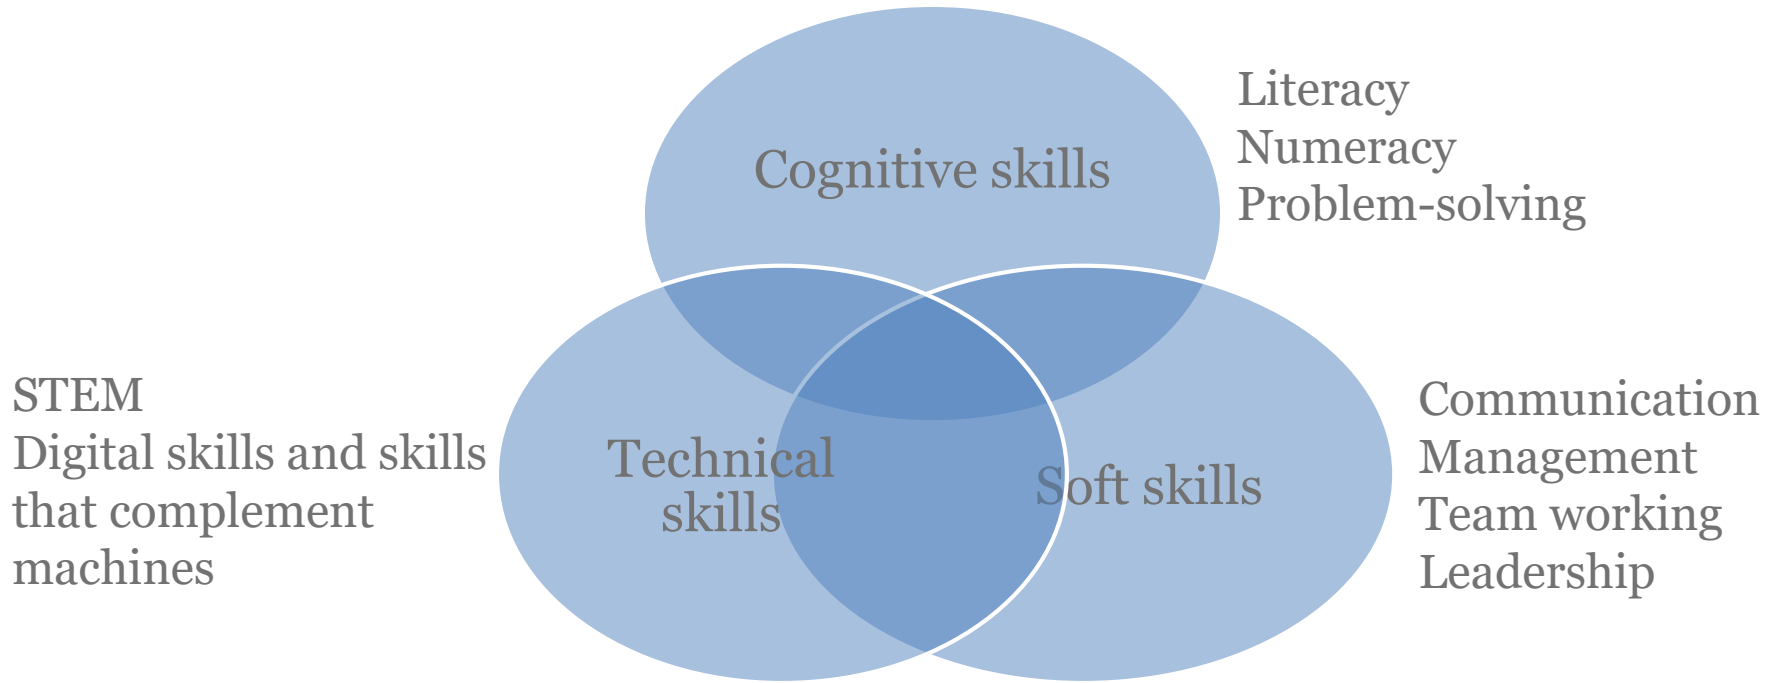 Cognitive skills
Literacy
Numeracy
Problem-solving
STEM
Digital skills and skills
that complement
machines
Technical
skills
Soft skills
Communication
Management
Team working
Leadership